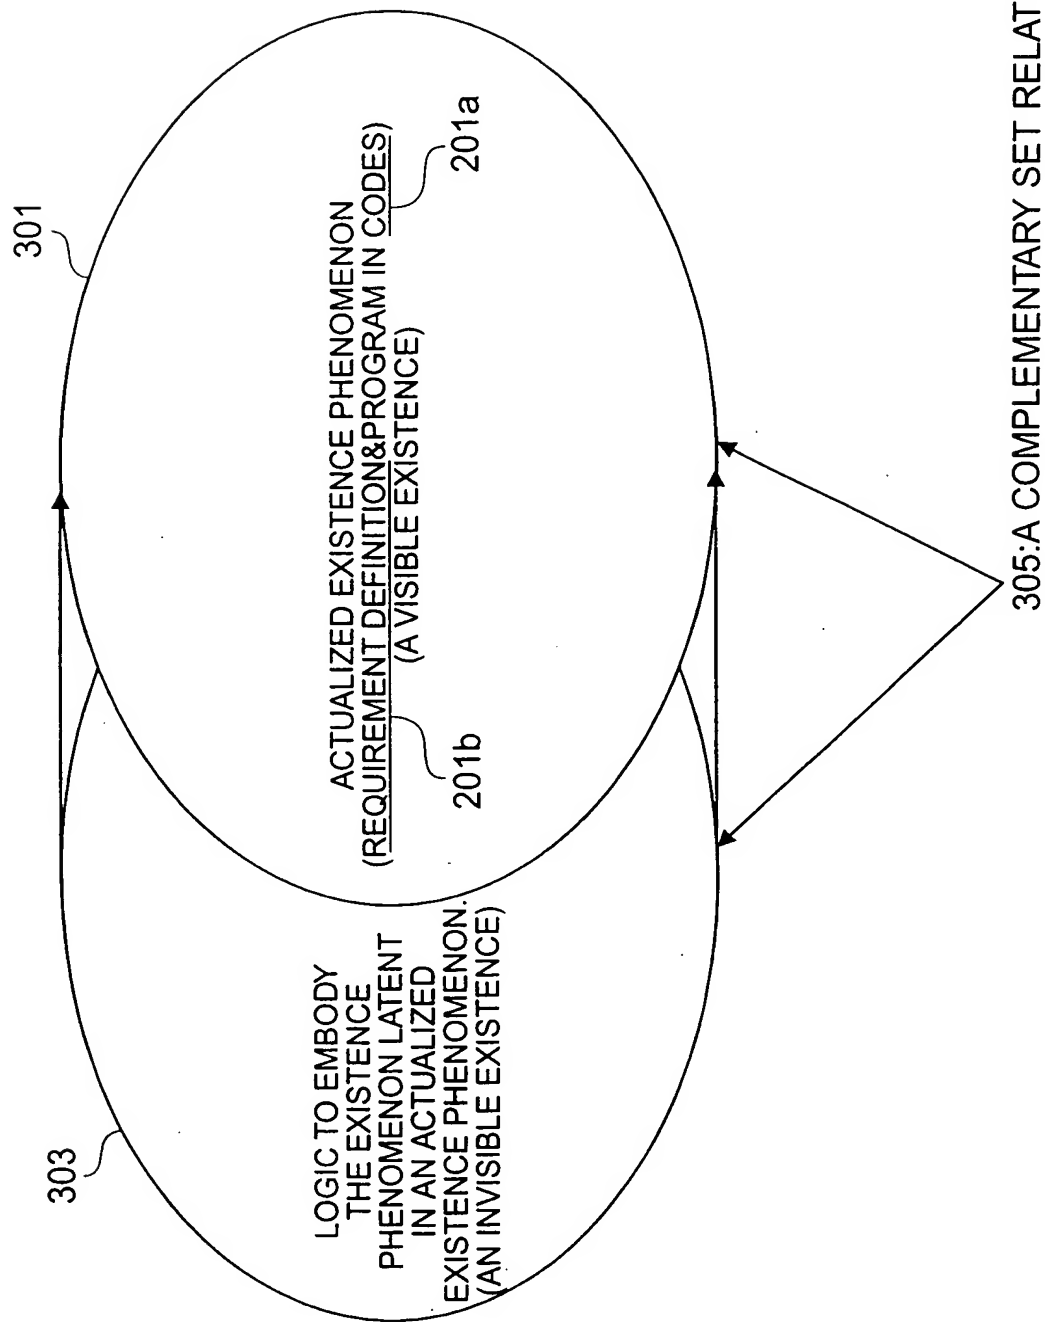 301
ACTUALIZED EXISTENCE PHENOMENON
(REQUIREMENT DEFINITION&PROGRAM IN CODES)
(A VISIBLE EXISTENCE)
201b
201a
303
LOGIC TO EMBODY
THE EXISTENCE
PHENOMENON LATENT
IN AN ACTUALIZED
EXISTENCE PHENOMENON.
(AN INVISIBLE EXISTENCE)
305:A COMPLEMENTARY SET RELAT